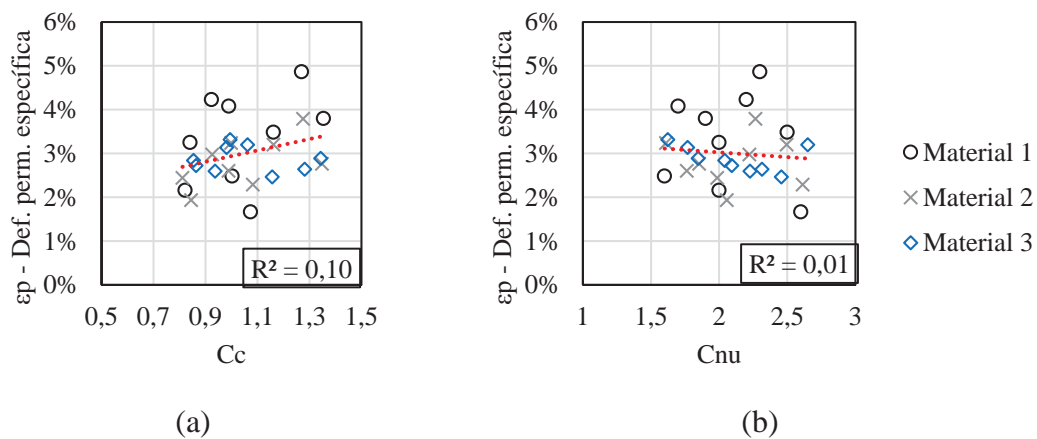 εp - Def. perm. específica
6%
5%
4%
3%
2%
1%
0%
R² = 0,10
0,5 0,7 0,9 1,1 1,3 1,5
Cc
(a)
εp - Def. perm. específica
6%
5%
4%
3%
2%
1%
0%
R² = 0,01
1 1,5 2 2,5 3
Cnu
(b)
Material 1
Material 2
Material 3